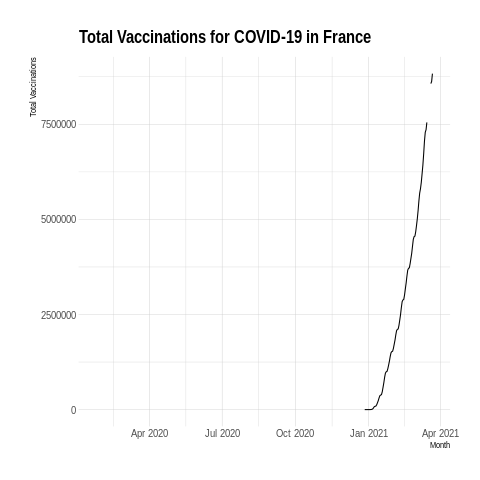 Total Vaccinations for COVID-19 in France
Total Vaccinations
7500000
5000000
2500000
0
Apr 2020 Jul 2020 Oct 2020 Jan 2021 Apr 2021
Month